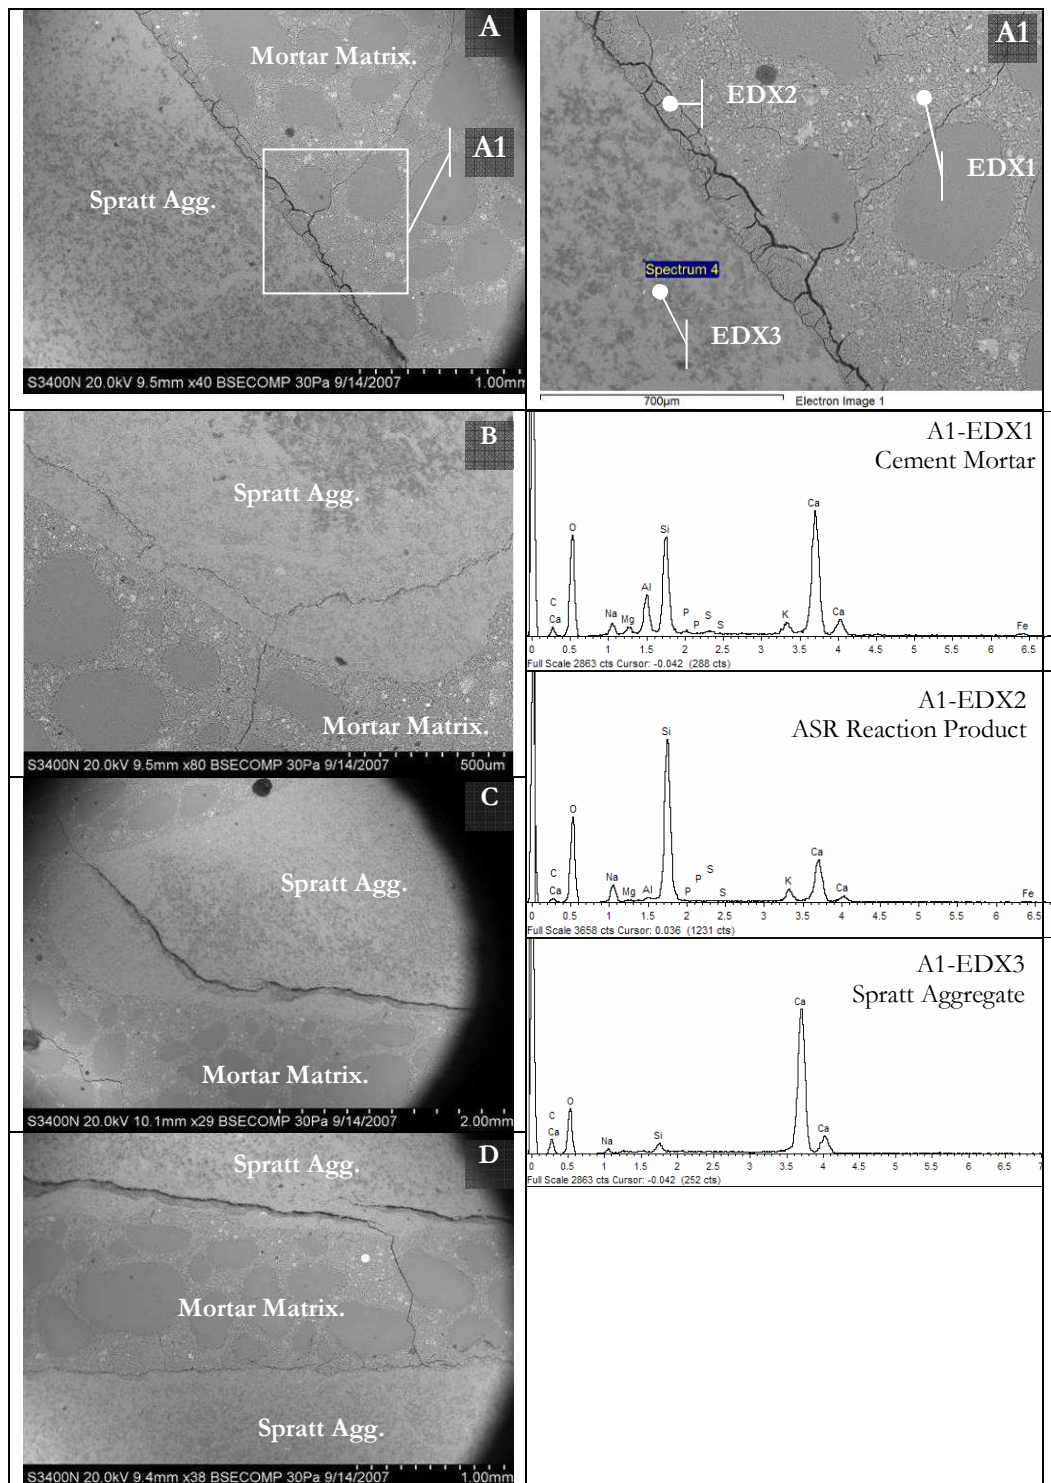 A
Mortar Matrix.
A1
Spratt Agg.
S3400N 20.0kV 9.5mm x40 BSECOMP 30Pa 9/14/2007 1.00mm
A1
EDX2
EDX1
Spectrum 4
EDX3
700µm Electron Image 1
B
Spratt Agg.
Mortar Matrix.
S3400N 20.0kV 9.5mm x80 BSECOMP 30Pa 9/14/2007 500um
A1-EDX1
Cement Mortar
Ca
O Si
Al
C
Ca Na Mg P P S S K Ca Fe
0 0.5 1 1.5 2 2.5 3 3.5 4 4.5 5 5.5 6 6.5
Full Scale 2863 cts Cursor: -0.042 (288 cts)
A1-EDX2
ASR Reaction Product
Si
O
Ca
C P S
Ca Na Mg Al P S K Ca Fe
0 0.5 1 1.5 2 2.5 3 3.5 4 4.5 5 5.5 6 6.5
Full Scale 3658 cts Cursor: 0.036 (1231 cts)
C
Spratt Agg.
Mortar Matrix.
S3400N 20.0kV 10.1mm x29 BSECOMP 30Pa 9/14/2007 2.00mm
A1-EDX3
Spratt Aggregate
Ca
O
C
Ca Na Si Ca
0 0.5 1 1.5 2 2.5 3 3.5 4 4.5 5 5.5 6 6.5 7
Full Scale 2863 cts Cursor: -0.042 (252 cts)
D
Spratt Agg.
Mortar Matrix.
Spratt Agg.
S3400N 20.0kV 9.4mm x38 BSECOMP 30Pa 9/14/2007 1.00mm